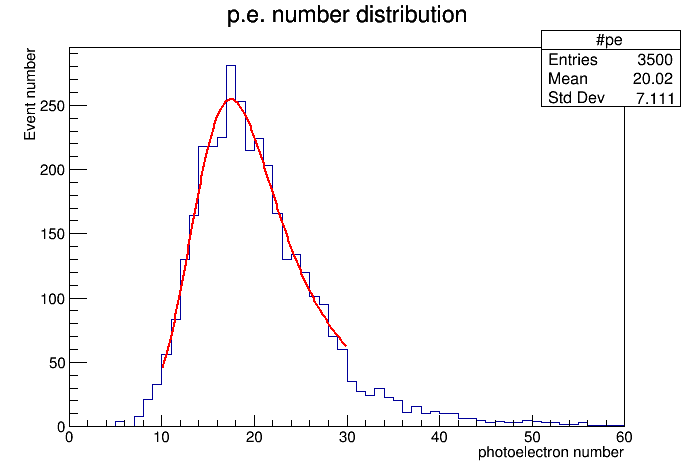 p.e. number distribution
#pe
Entries 3500
Mean 20.02
Std Dev 7.111
Event number
250
200
150
100
50
0
0 10 20 30 40 50 60
photoelectron number